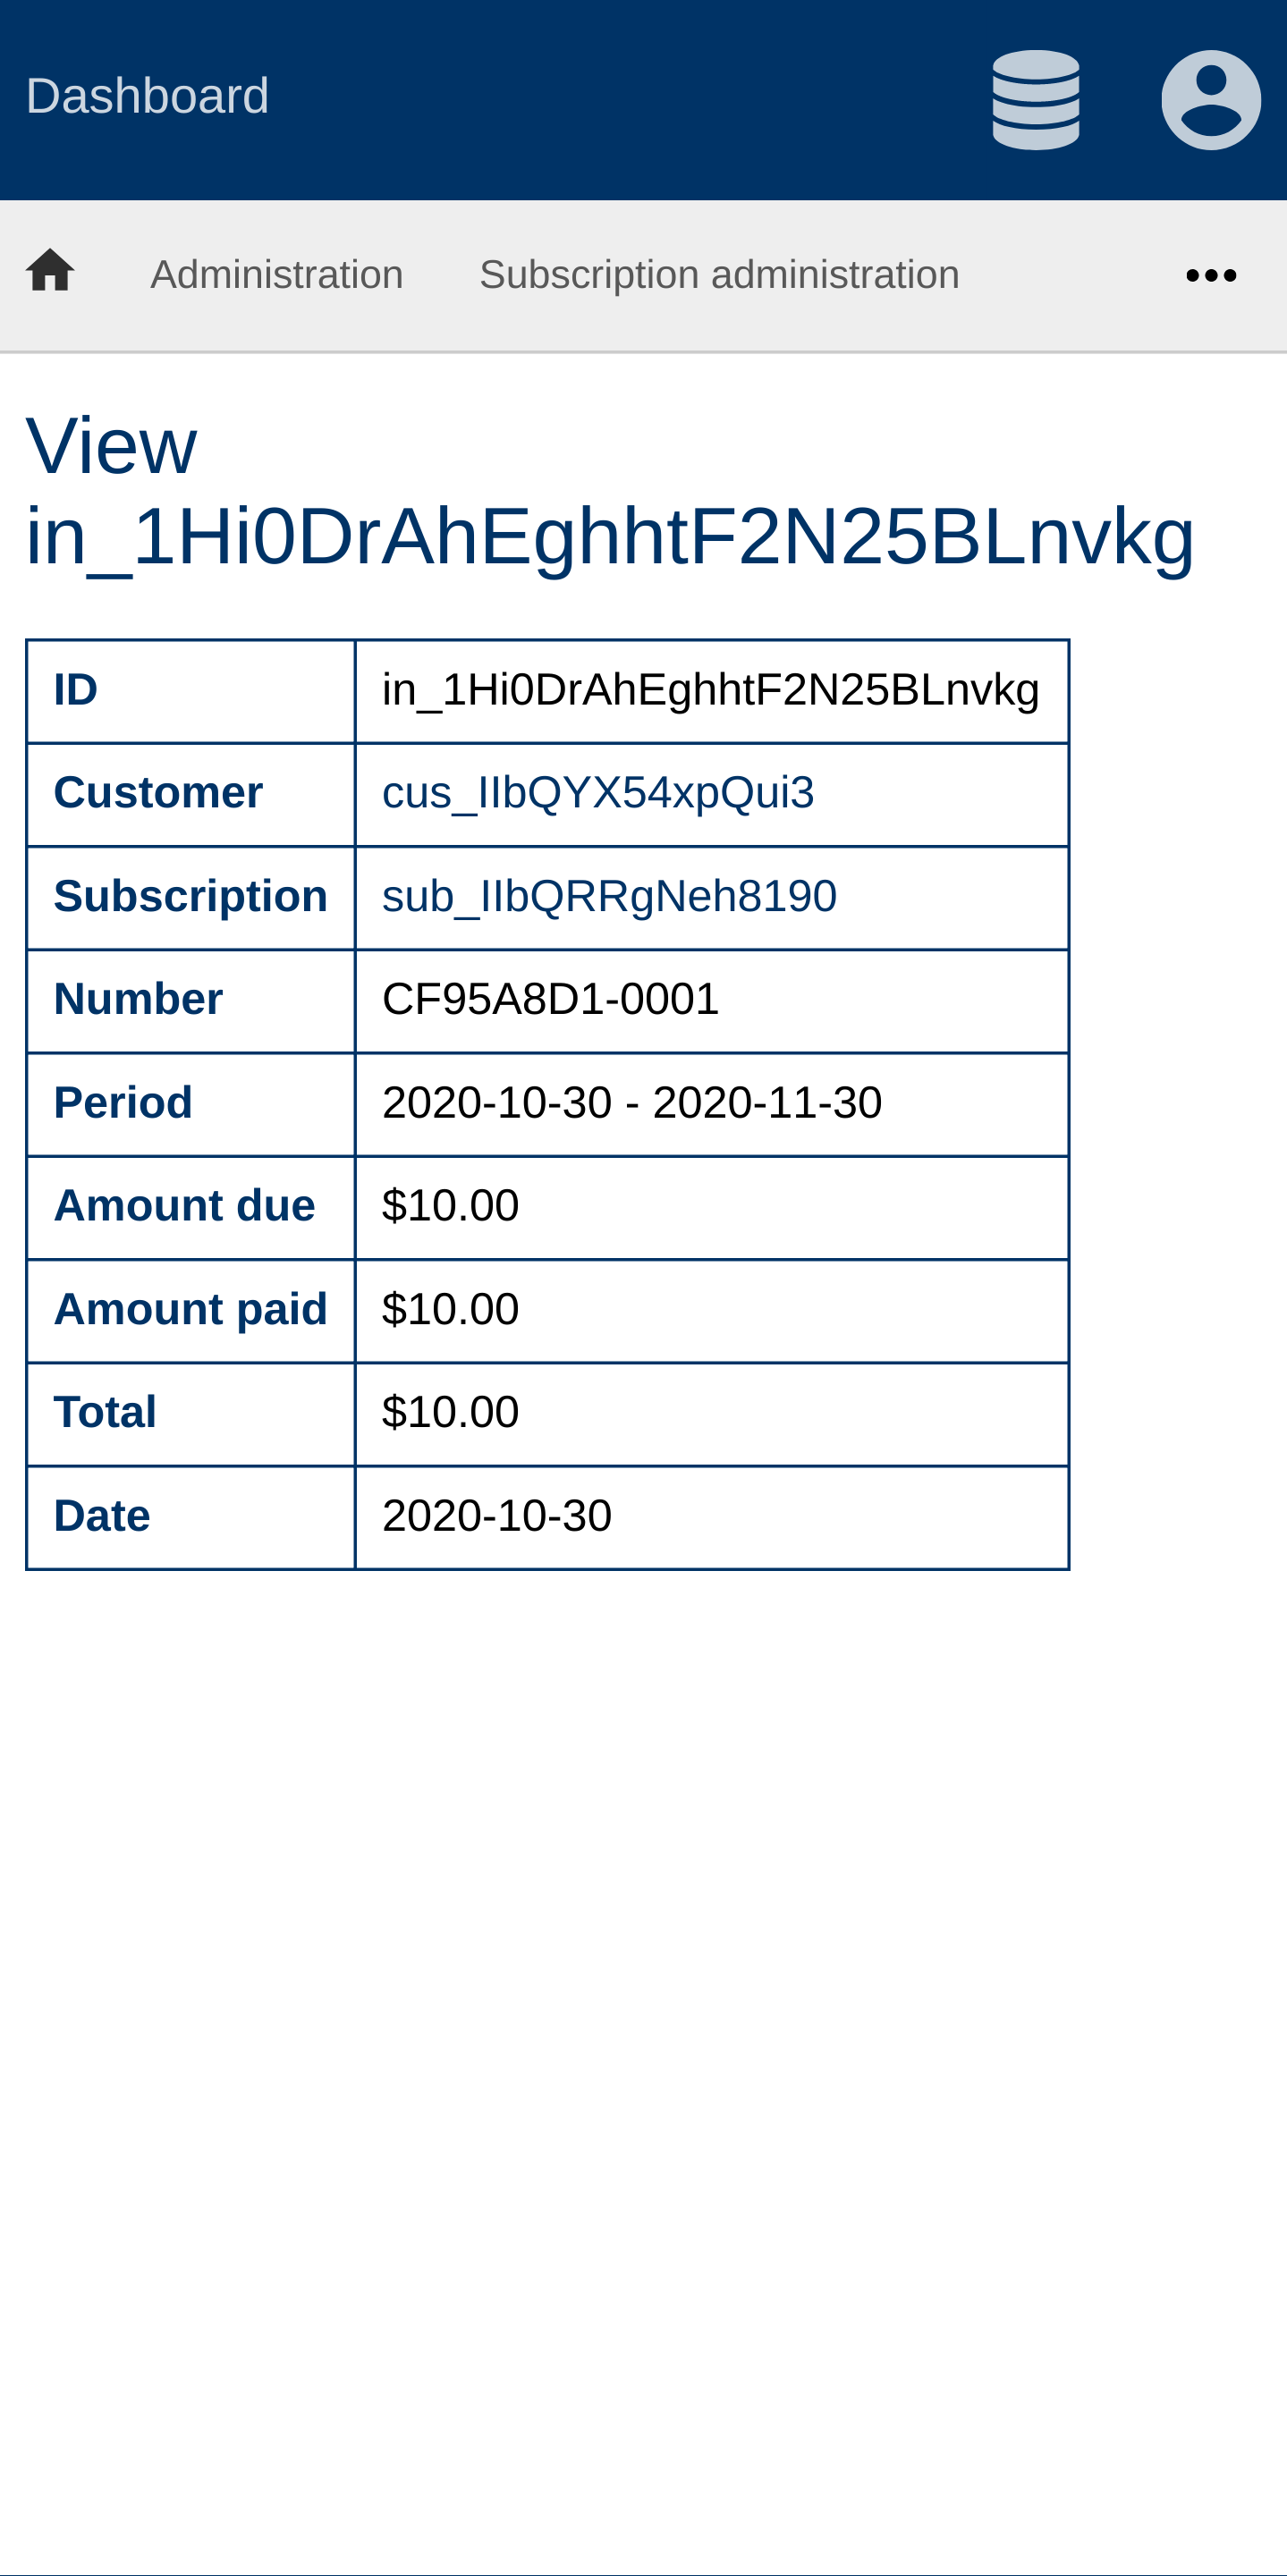 Dashboard
Administration Subscription administration
View
in_1Hi0DrAhEghhtF2N25BLnvkg
ID in_1Hi0DrAhEghhtF2N25BLnvkg
Customer cus_IIbQYX54xpQui3
Subscription sub_IIbQRRgNeh8190
Number CF95A8D1-0001
Period 2020-10-30 - 2020-11-30
Amount due $10.00
Amount paid $10.00
Total $10.00
Date 2020-10-30